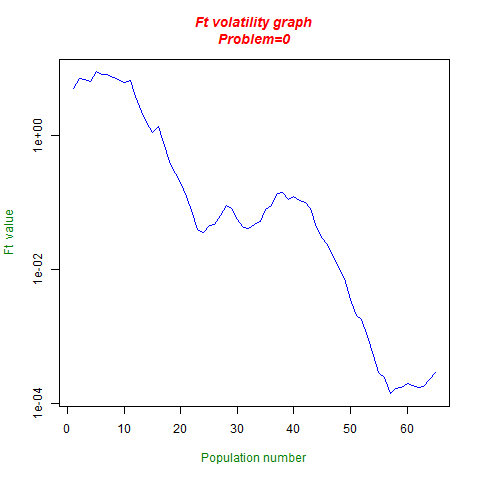 Ft volatility graph
Problem=0
1e+00
1e-02
1e-04
Ft value
0 10 20 30 40 50 60
Population number